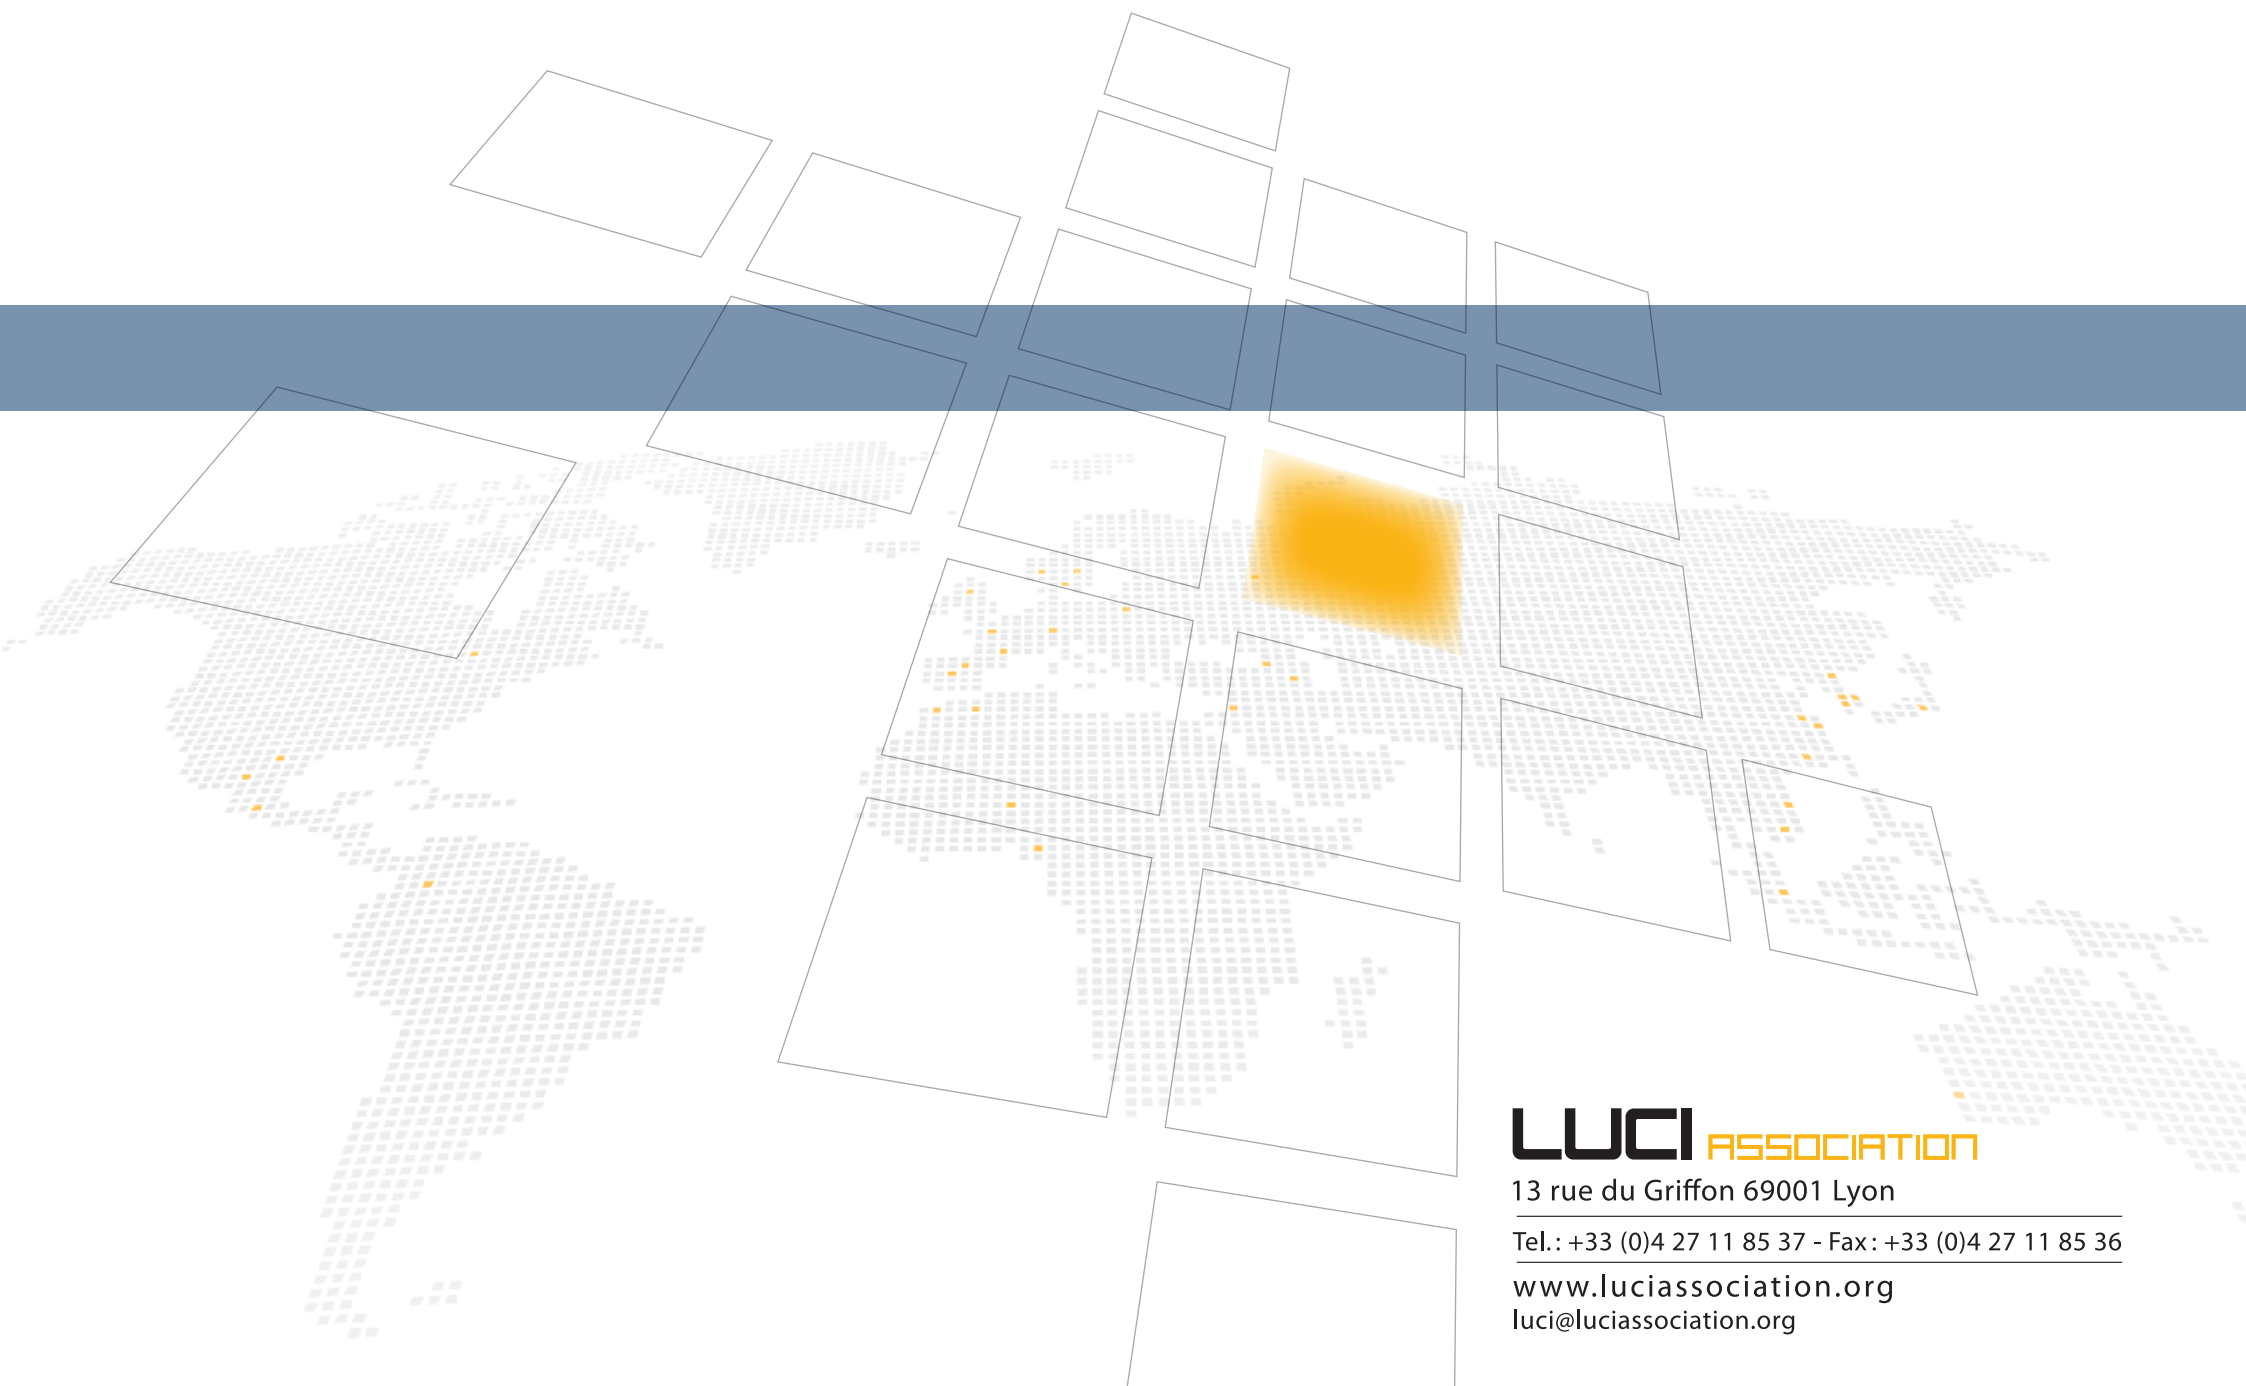 LUCI ASSOCIATION
13 rue du Griffon 69001 Lyon
Tel.: +33 (0)4 27 11 85 37 - Fax: +33 (0)4 27 11 85 36
www.luciassociation.org
luci@luciassociation.org